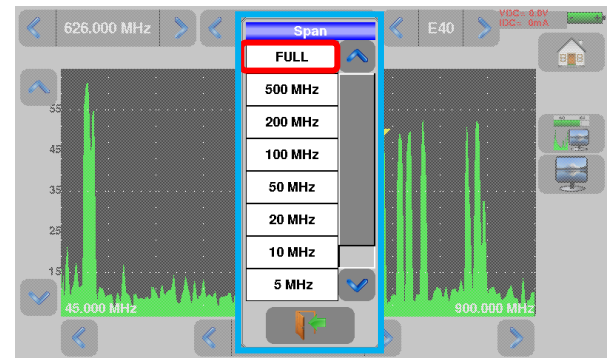 626.000 MHz
E40
VDC= 0.8V
IDC= 0mA
Span
FULL
500 MHz
200 MHz
100 MHz
50 MHz
20 MHz
10 MHz
5 MHz
55
45
35
25
15
45.000 MHz
900.000 MHz